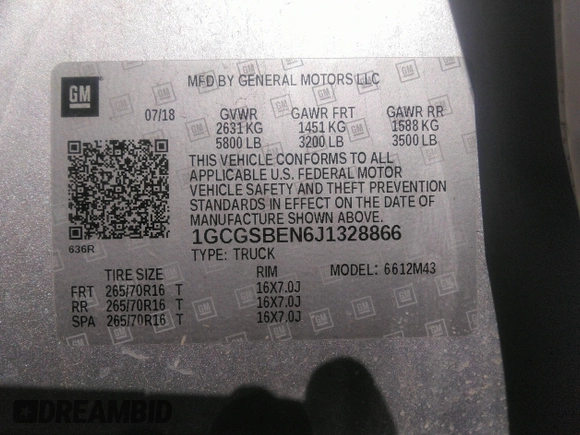 MFD BY GENERAL MOTORS LLC
GM
07/18 GVWR GAWR FRT GAWR RR
2631 KG 1451 KG 1588 KG
5800 LB 3200 LB 3500 LB
THIS VEHICLE CONFORMS TO ALL
APPLICABLE U.S. FEDERAL MOTOR
VEHICLE SAFETY AND THEFT PREVENTION
STANDARDS IN EFFECT ON THE DATE OF
MANUFACTURE SHOWN ABOVE.
636R
1GCGSBEN6J1328866
TYPE: TRUCK
TIRE SIZE RIM MODEL: 6612M43
FRT 265/70R16 T 16X7.0J
RR 265/70R16 T 16X7.0J
SPA 265/70R16 T 16X7.0J
DREAMBID